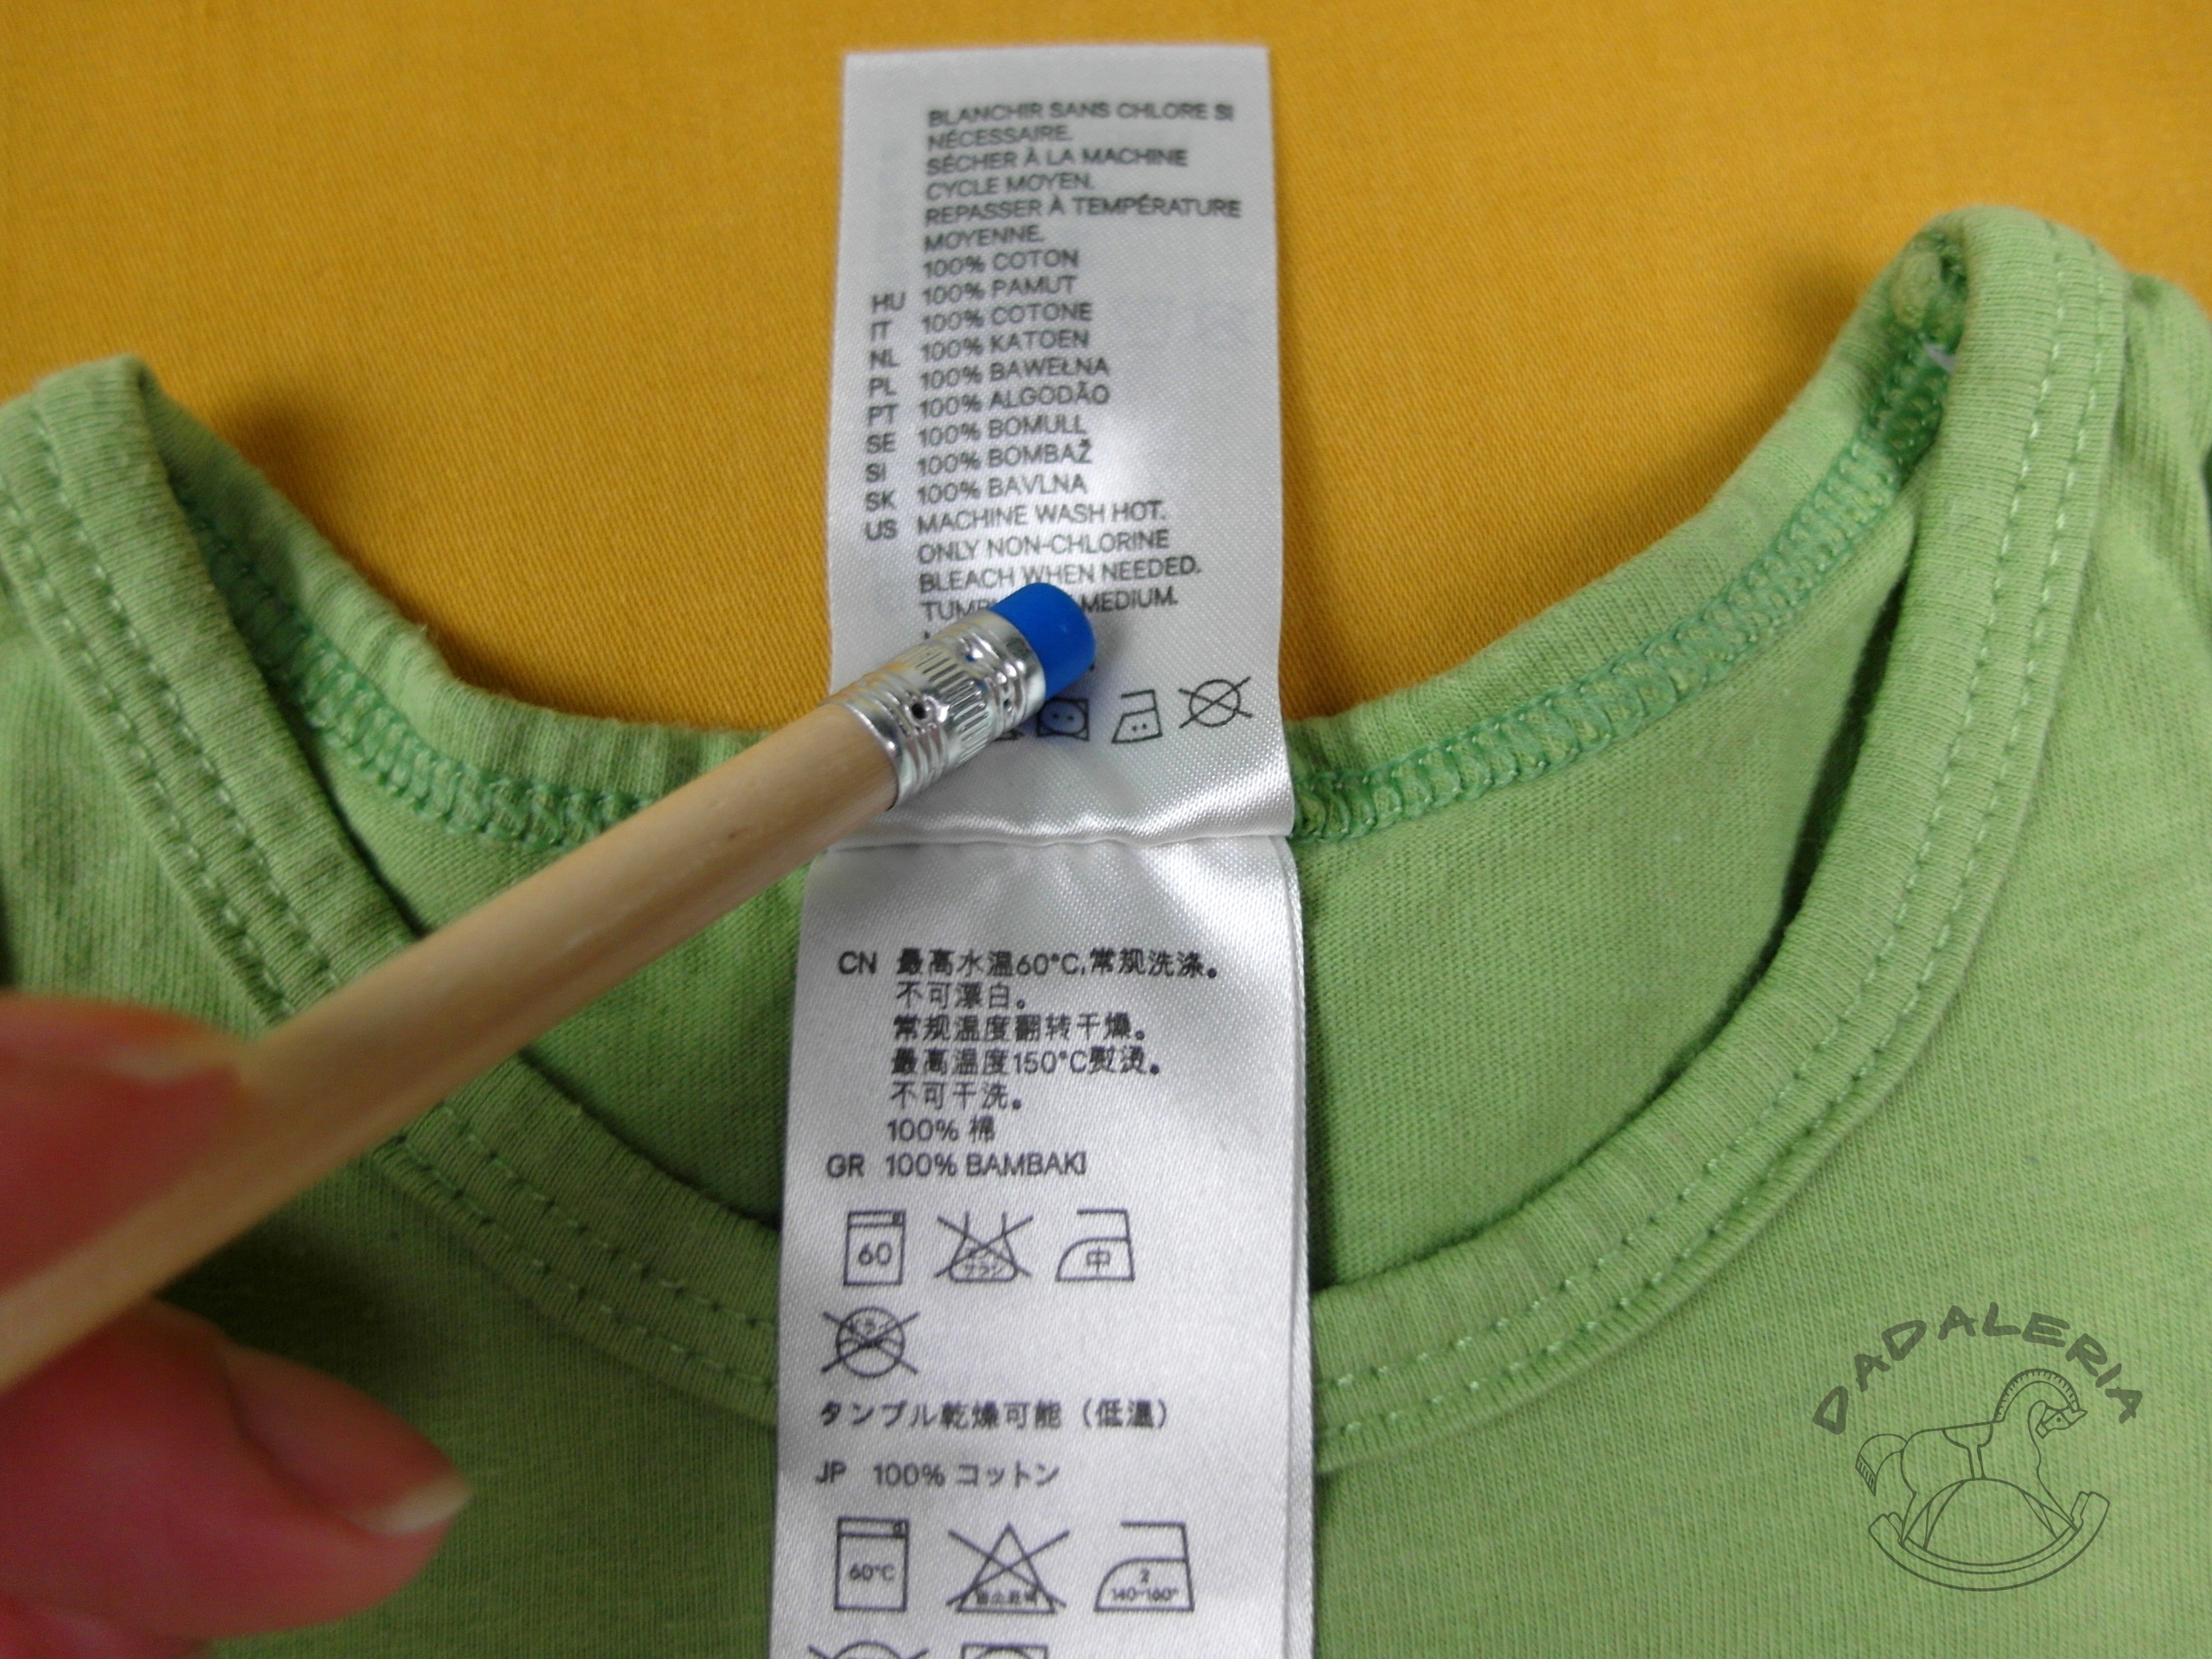 BLANCHIR SANS CHLORE SI
NÉCESSAIRE.
SÉCHER À LA MACHINE
CYCLE MOYEN.
REPASSER À TEMPÉRATURE
MOYENNE.
100% COTON
HU 100% PAMUT
IT 100% COTONE
NL 100% KATOEN
PL 100% BAWEŁNA
PT 100% ALGODÃO
SE 100% BOMULL
SI 100% BOMBAŽ
SK 100% BAVLNA
US MACHINE WASH HOT.
ONLY NON-CHLORINE
BLEACH WHEN NEEDED.
MEDIUM.
CN 最高水温60°C,常规洗涤。
不可漂白。
常规温度翻转干燥。
最高温度150°C熨烫。
不可干洗。
100% 棉
GR 100% BAMBAKI
60
中
タンブル乾燥可能（低温）
JP 100% コットン
60°C
2
140-160°
DADALERIA